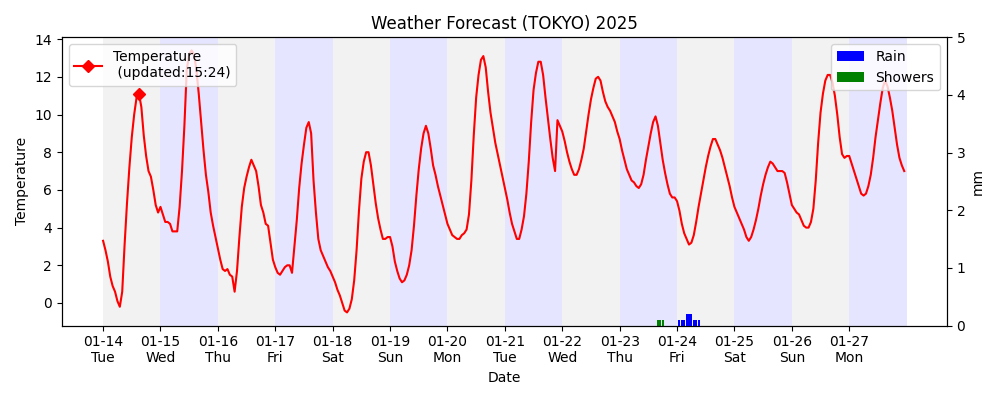 Weather Forecast (TOKYO) 2025
Temperature
(updated:15:24)
Rain
Showers
Temperature
14
12
10
8
6
4
2
0
5
4
3
2
1
0
mm
01-14 01-15 01-16 01-17 01-18 01-19 01-20 01-21 01-22 01-23 01-24 01-25 01-26 01-27
Tue Wed Thu Fri Sat Sun Mon Tue Wed Thu Fri Sat Sun Mon
Date